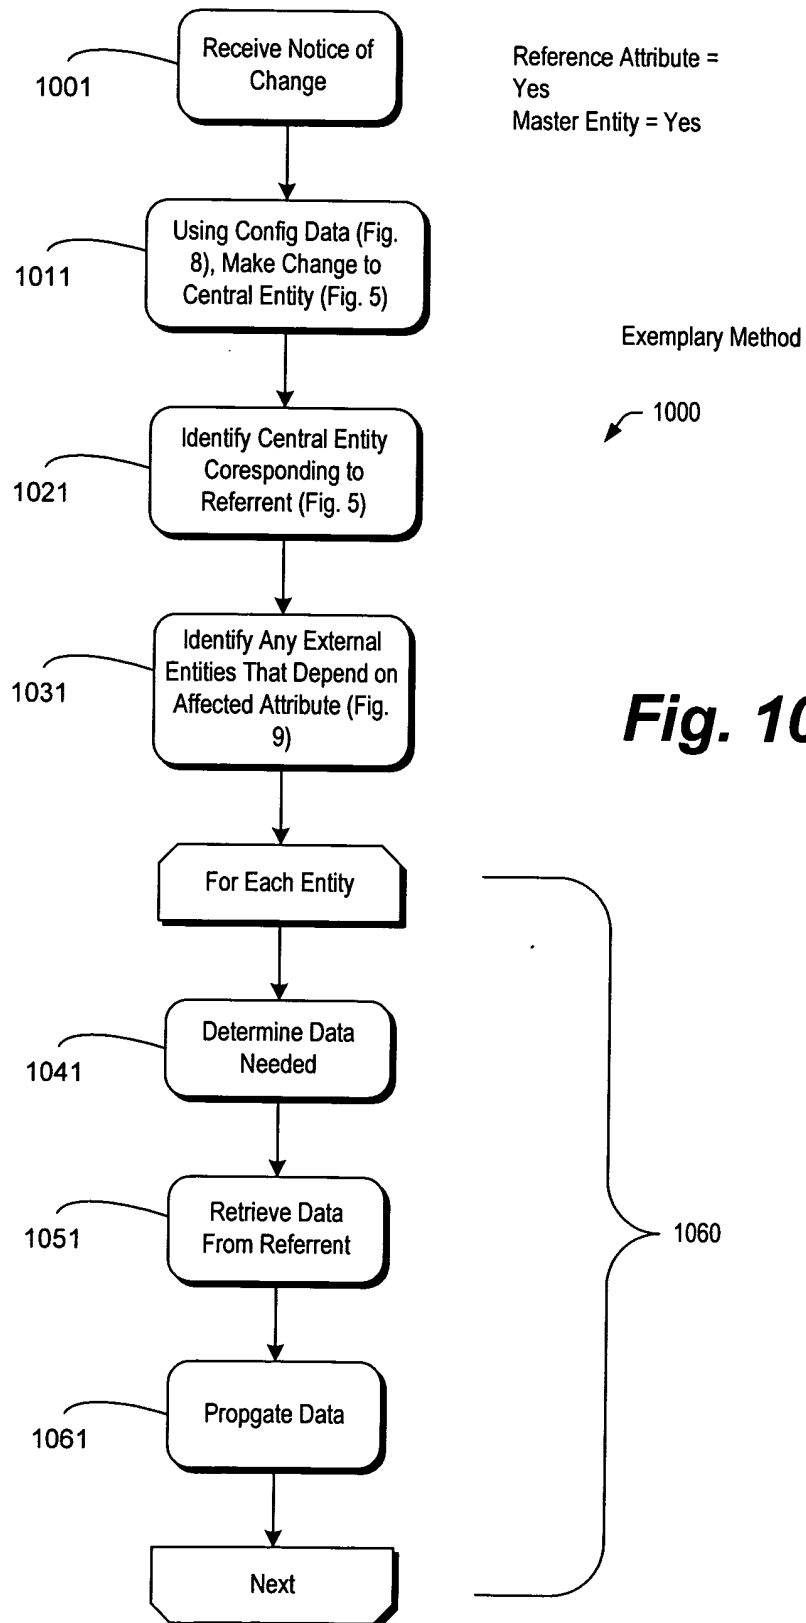 Receive Notice of
Change
1001
Reference Attribute =
Yes
Master Entity = Yes
Using Config Data (Fig.
8), Make Change to
Central Entity (Fig. 5)
1011
Exemplary Method
1000
Identify Central Entity
Coresponding to
Referrent (Fig. 5)
1021
Identify Any External
Entities That Depend on
Affected Attribute (Fig.
9)
1031
Fig. 10
For Each Entity
Determine Data
Needed
1041
Retrieve Data
From Referrent
1051
1060
Propgate Data
1061
Next